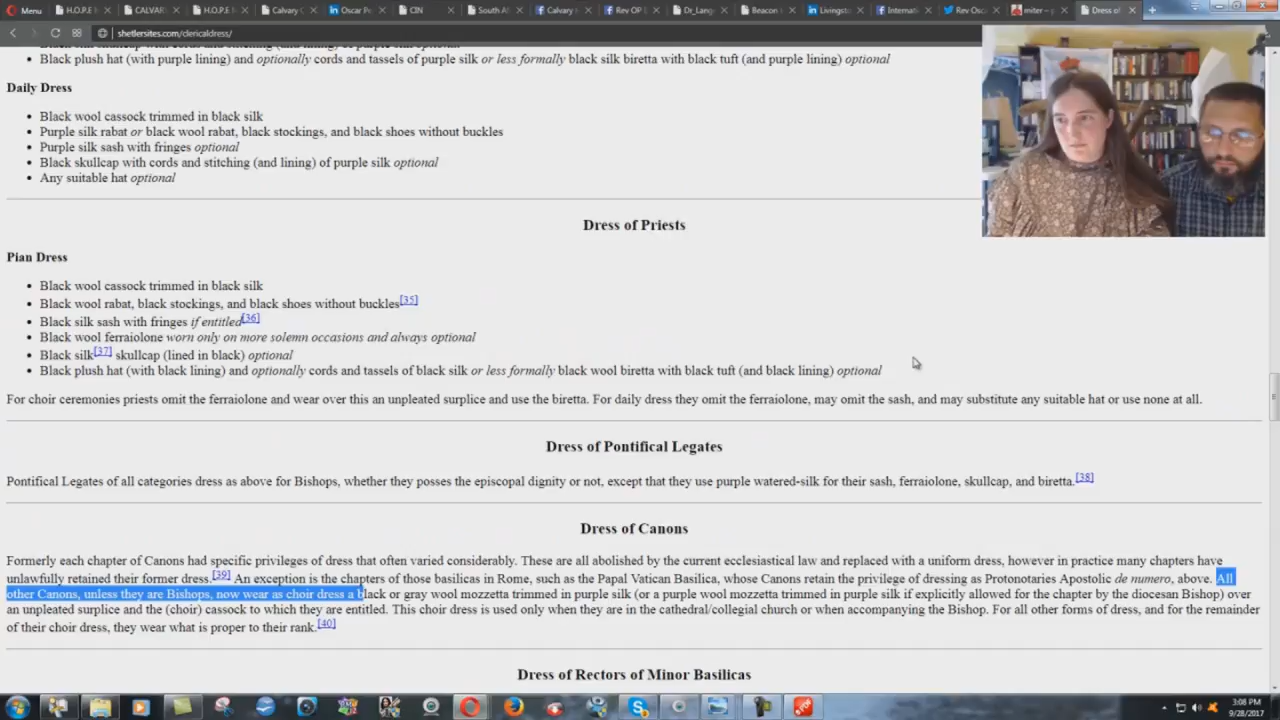 Menu
H.O.P.E M
CALVAR
H.O.P.E M
Calvary C
Oscar Pe
CIN
South Af
Calvary S
Rev OP
Dr_Lang
Beacon
Livingsto
Internati
Rev Osc
miter – g
Dress of
shetlersites.com/clericaldress/
Black plush hat (with purple lining) and optionally cords and tassels of purple silk or less formally black silk biretta with black tuft (and purple lining) optional
Daily Dress
Black wool cassock trimmed in black silk
Purple silk rabat or black wool rabat, black stockings, and black shoes without buckles
Purple silk sash with fringes optional
Black skullcap with cords and stitching (and lining) of purple silk optional
Any suitable hat optional
Dress of Priests
Pian Dress
Black wool cassock trimmed in black silk
Black wool rabat, black stockings, and black shoes without buckles[35]
Black silk sash with fringes if entitled[36]
Black wool ferraiolone worn only on more solemn occasions and always optional
Black silk[37] skullcap (lined in black) optional
Black plush hat (with black lining) and optionally cords and tassels of black silk or less formally black wool biretta with black tuft (and black lining) optional
For choir ceremonies priests omit the ferraiolone and wear over this an unpleated surplice and use the biretta. For daily dress they omit the ferraiolone, may omit the sash, and may substitute any suitable hat or use none at all.
Dress of Pontifical Legates
Pontifical Legates of all categories dress as above for Bishops, whether they posses the episcopal dignity or not, except that they use purple watered-silk for their sash, ferraiolone, skullcap, and biretta.[38]
Dress of Canons
Formerly each chapter of Canons had specific privileges of dress that often varied considerably. These are all abolished by the current ecclesiastical law and replaced with a uniform dress, however in practice many chapters have
unlawfully retained their former dress.[39] An exception is the chapters of those basilicas in Rome, such as the Papal Vatican Basilica, whose Canons retain the privilege of dressing as Protonotaries Apostolic de numero, above. All
other Canons, unless they are Bishops, now wear as choir dress a black or gray wool mozzetta trimmed in purple silk (or a purple wool mozzetta trimmed in purple silk if explicitly allowed for the chapter by the diocesan Bishop) over
an unpleated surplice and the (choir) cassock to which they are entitled. This choir dress is used only when they are in the cathedral/collegial church or when accompanying the Bishop. For all other forms of dress, and for the remainder
of their choir dress, they wear what is proper to their rank.[40]
Dress of Rectors of Minor Basilicas
3:08 PM
9/28/2017